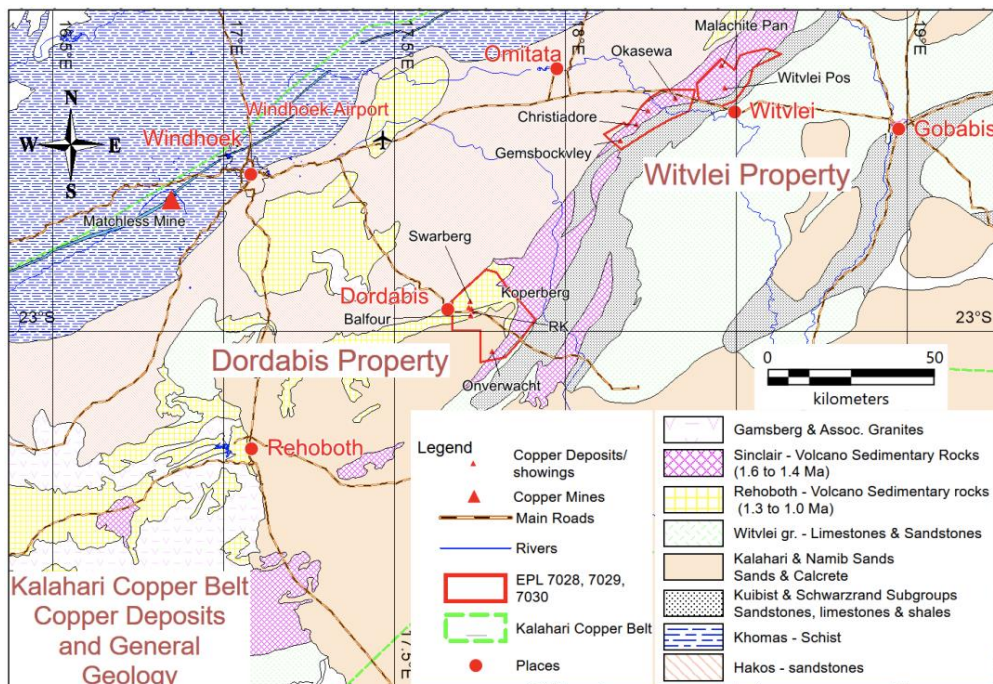 16.5°E
17°E
17.5°E
18°E
19°E
Malachite Pan
Okasewa
Omitata
Witvlei Pos
Windhoek Airport
Christiadore
Witvlei
N
W E
S
Windhoek
Gobabis
Gemsbockvley
Witvlei Property
Matchless Mine
Swarberg
Dordabis
Koperberg
Balfour
RK
23°S
23°S
Dordabis Property
Onverwacht
0 50
kilometers
Rehoboth
17.5°E
Kalahari Copper Belt
Copper Deposits
and General
Geology
Legend
Copper Deposits/
showings
Copper Mines
Main Roads
Rivers
EPL 7028, 7029,
7030
Kalahari Copper Belt
Places
Gamsberg & Assoc. Granites
Sinclair - Volcano Sedimentary Rocks
(1.6 to 1.4 Ma)
Rehoboth - Volcano Sedimentary rocks
(1.3 to 1.0 Ma)
Witvlei gr. - Limestones & Sandstones
Kalahari & Namib Sands
Sands & Calcrete
Kuibist & Schwarzrand Subgroups
Sandstones, limestones & shales
Khomas - Schist
Hakos - sandstones